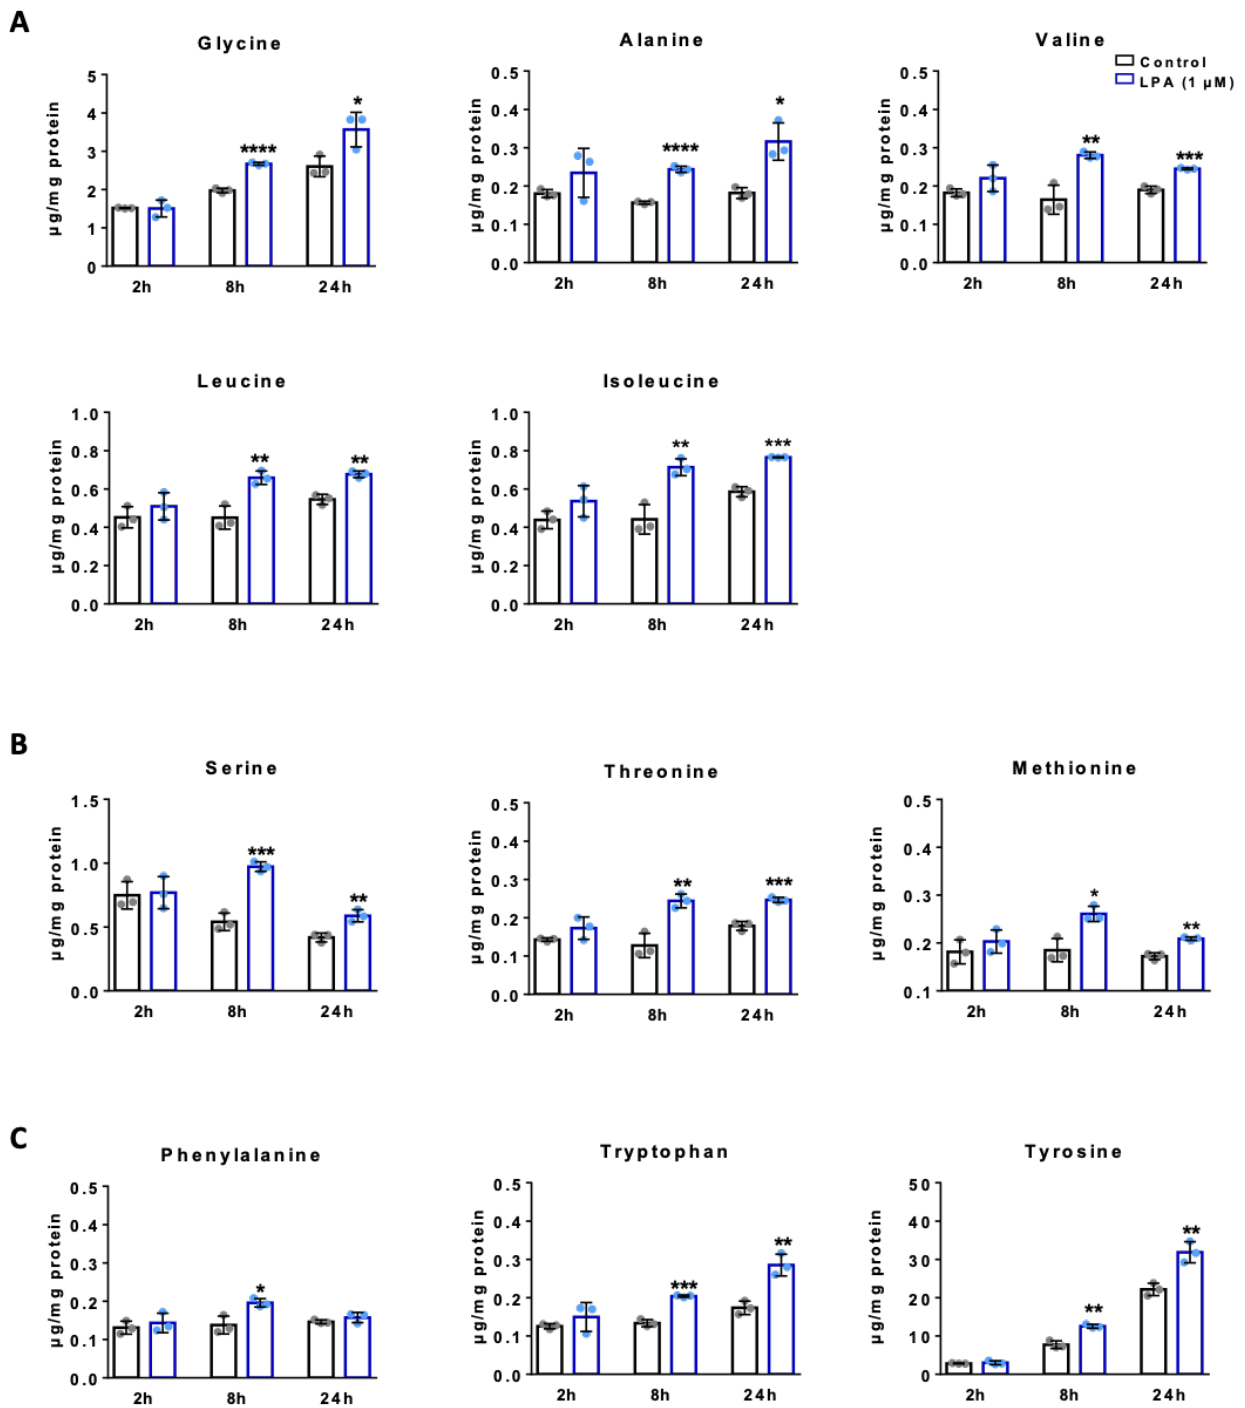 A
Glycine
µg/mg protein
5
4
3
2
1
0
****
*
2h
8h
24h
Alanine
µg/mg protein
0.5
0.4
0.3
0.2
0.1
0.0
****
*
2h
8h
24h
Valine
Control
LPA (1 µM)
µg/mg protein
0.5
0.4
0.3
0.2
0.1
0.0
**
***
2h
8h
24h
Leucine
µg/mg protein
1.0
0.8
0.6
0.4
0.2
0.0
**
**
2h
8h
24h
Isoleucine
µg/mg protein
1.0
0.8
0.6
0.4
0.2
0.0
**
***
2h
8h
24h
B
Serine
µg/mg protein
1.5
1.0
0.5
0.0
***
**
2h
8h
24h
Threonine
µg/mg protein
0.5
0.4
0.3
0.2
0.1
0.0
**
***
2h
8h
24h
Methionine
µg/mg protein
0.5
0.4
0.3
0.2
0.1
*
**
2h
8h
24h
C
Phenylalanine
µg/mg protein
0.5
0.4
0.3
0.2
0.1
0.0
*
2h
8h
24h
Tryptophan
µg/mg protein
0.5
0.4
0.3
0.2
0.1
0.0
***
**
2h
8h
24h
Tyrosine
µg/mg protein
50
40
30
20
10
0
**
**
2h
8h
24h